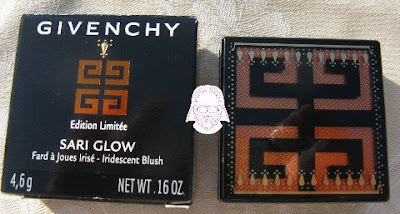 GIVENCHY
Edition Limitée
SARI GLOW
Fard à Joues Irisé - Iridescent Blush
4,6g NET WT .16 OZ.